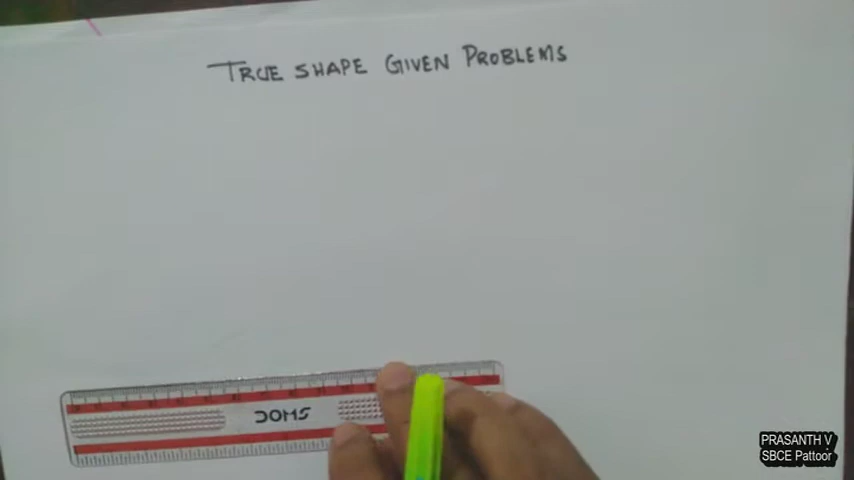 TRUE SHAPE GIVEN PROBLEMS
DOMS
PRASANTH V
SBCE Pattoor